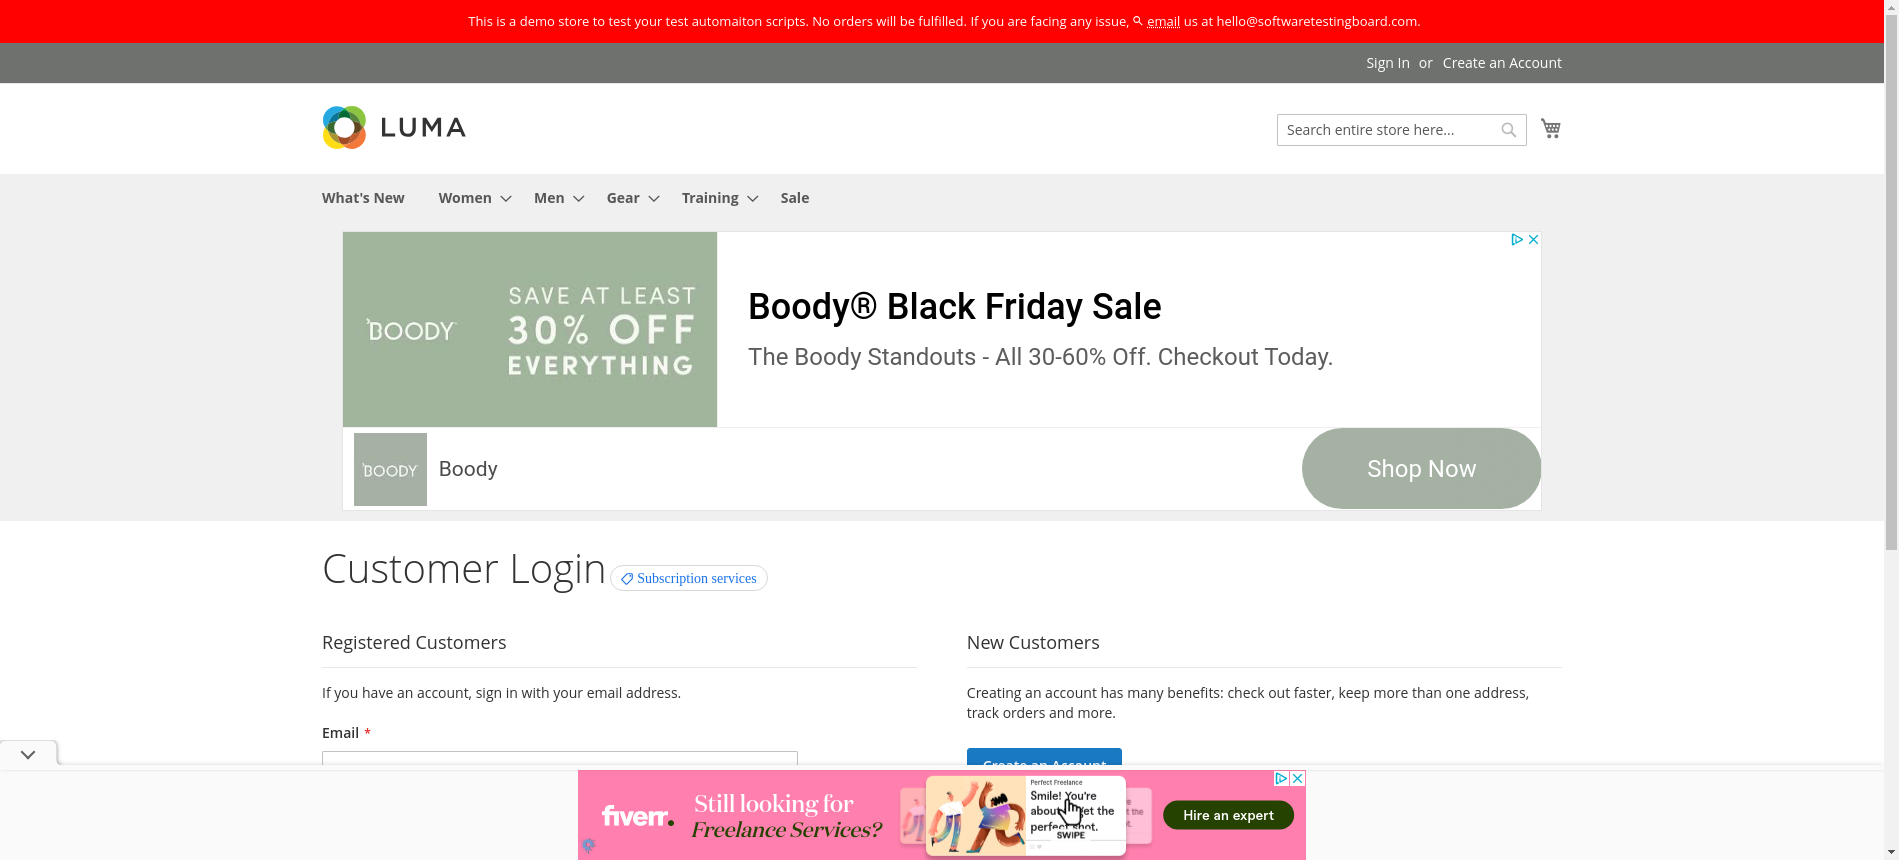 This is a demo store to test your test automaiton scripts. No orders will be fulfilled. If you are facing any issue, email us at hello@softwaretestingboard.com.
Sign In or Create an Account
LUMA
Search entire store here...
What's New Women Men Gear Training Sale
SAVE AT LEAST
30% OFF
EVERYTHING
BOODY
Boody® Black Friday Sale
The Boody Standouts - All 30-60% Off. Checkout Today.
BOODY
Boody
Shop Now
Customer Login
Subscription services
Registered Customers
If you have an account, sign in with your email address.
Email *
New Customers
Creating an account has many benefits: check out faster, keep more than one address,
track orders and more.
Create an Account
fiverr.
Still looking for
Freelance Services?
Perfect Freelance
Smile! You're
the
perfect
SWIPE
Hire an expert